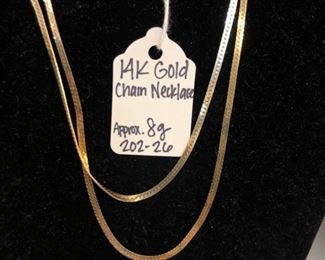 14K Gold
Chain Necklace
Approx. 8g
202-26